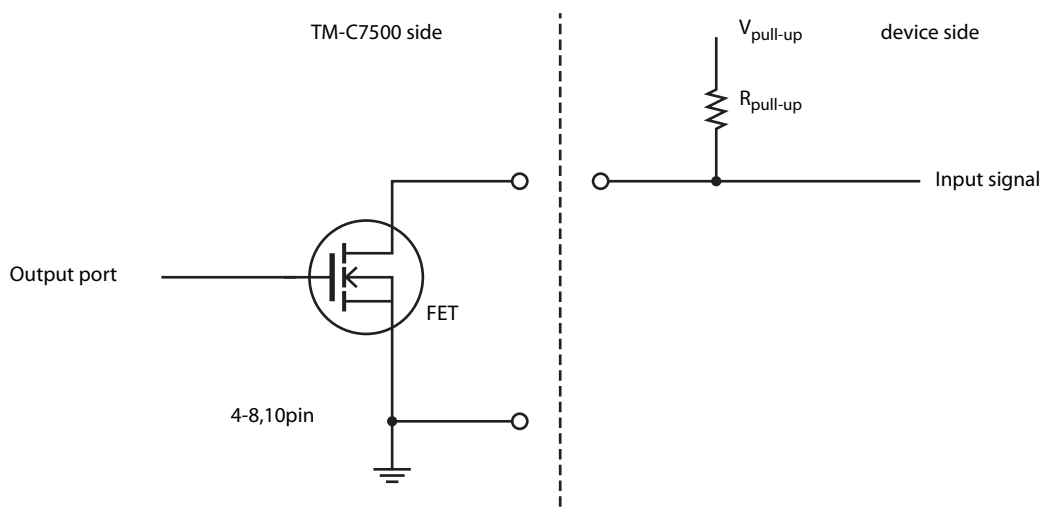 TM-C7500 side
Vpull-up
device side
Rpull-up
Input signal
Output port
FET
4-8,10pin